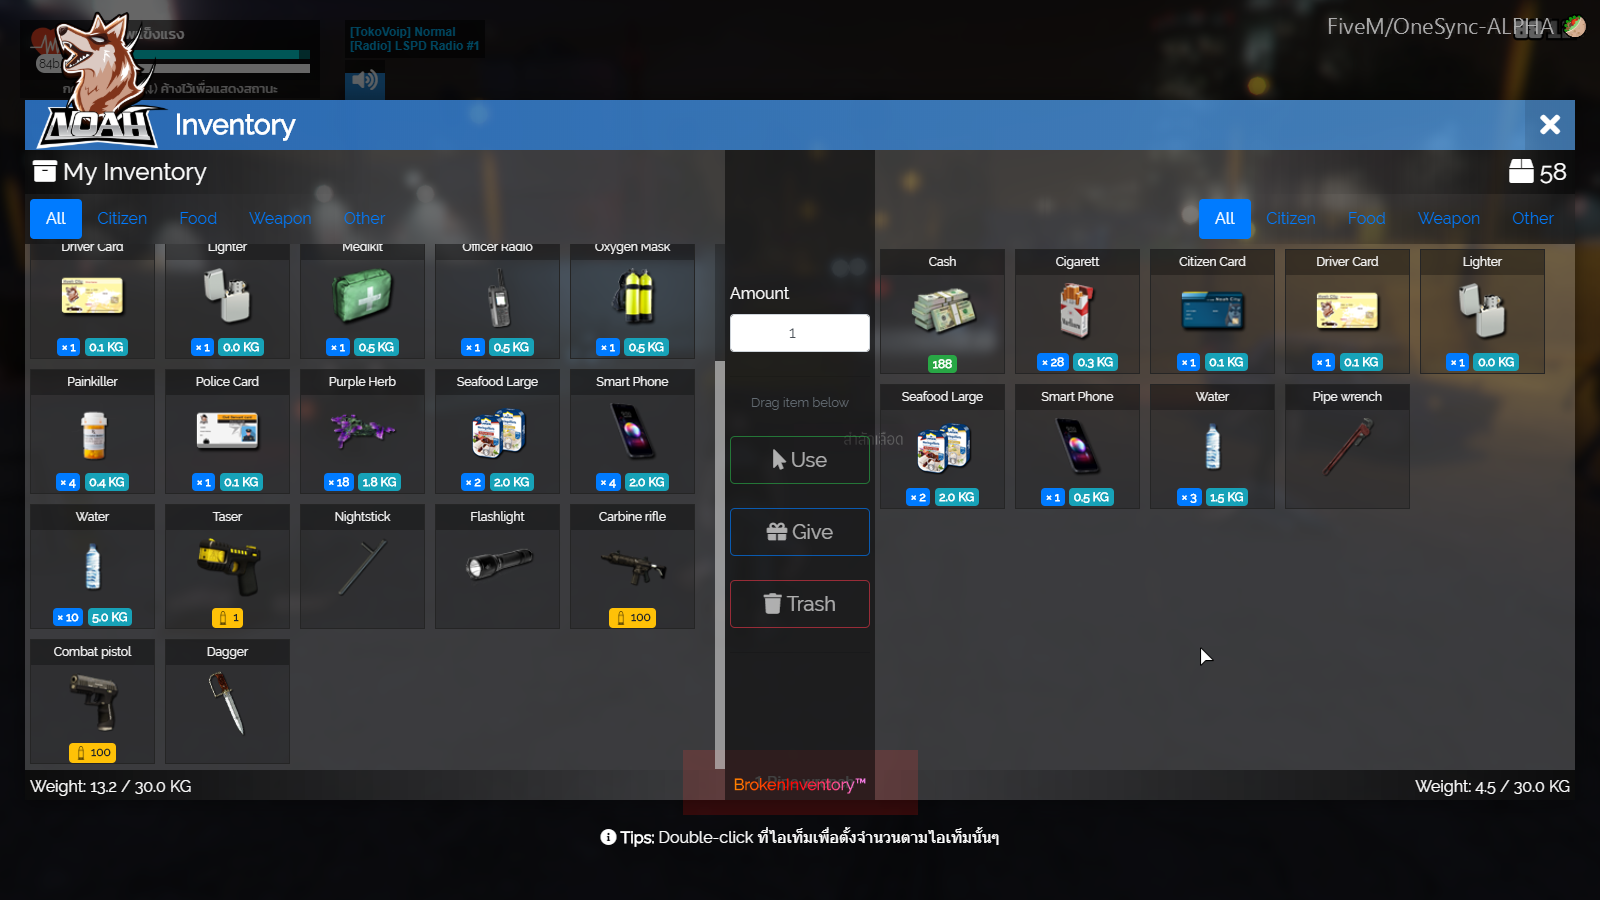 FiveM/OneSync-ALPHA
[TokoVoip] Normal
[Radio] LSPD Radio #1
84b
ค้างไว้เพื่อแสดงสถานะ
NOAH
Inventory
My Inventory
58
All Citizen Food Weapon Other
All Citizen Food Weapon Other
Driver Card Lighter Medikit Officer Radio Oxygen Mask
× 1 0.1 KG × 1 0.0 KG × 1 0.5 KG × 1 0.5 KG × 1 0.5 KG
Painkiller Police Card Purple Herb Seafood Large Smart Phone
× 4 0.4 KG × 1 0.1 KG × 18 1.8 KG × 2 2.0 KG × 4 2.0 KG
Water Taser Nightstick Flashlight Carbine rifle
× 10 5.0 KG 1 100
Combat pistol Dagger
100
Weight: 13.2 / 30.0 KG
Amount
1
Drag item below
Use
Give
Trash
BrokenInventory™
Cash Cigarett Citizen Card Driver Card Lighter
188 × 28 0.3 KG × 1 0.1 KG × 1 0.1 KG × 1 0.0 KG
Seafood Large Smart Phone Water Pipe wrench
× 2 2.0 KG × 1 0.5 KG × 3 1.5 KG
Weight: 4.5 / 30.0 KG
Tips: Double-click ที่ไอเท็มเพื่อตั้งจำนวนตามไอเท็มนั้นๆ